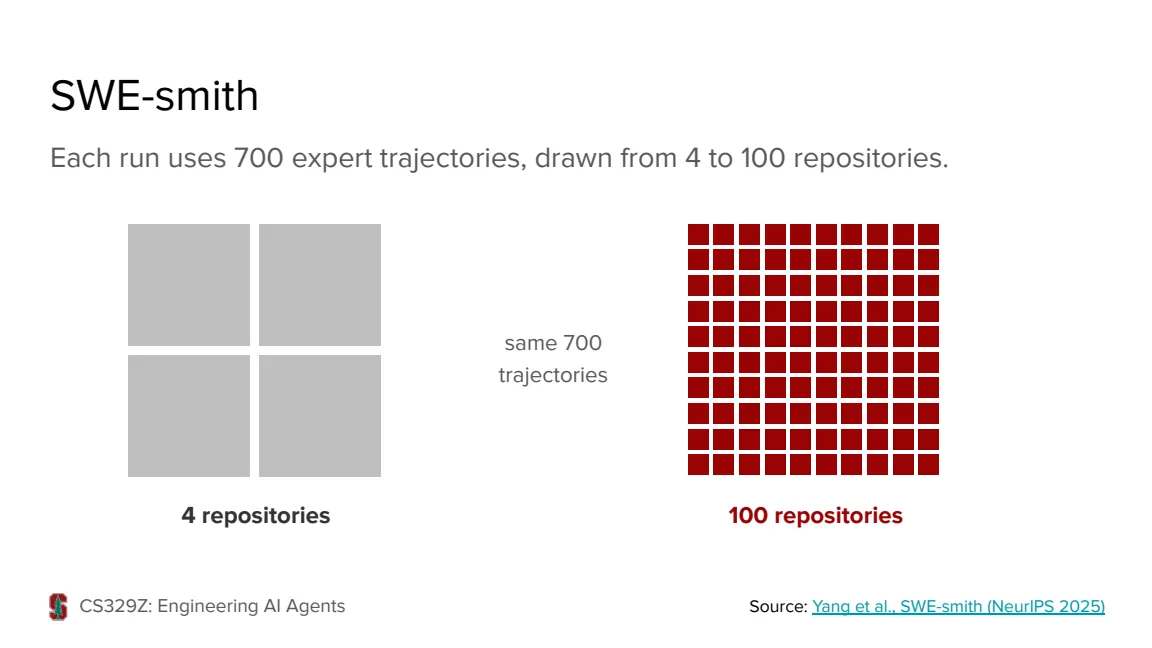 SWE-smith
Each run uses 700 expert trajectories, drawn from 4 to 100 repositories.
same 700
trajectories
4 repositories
100 repositories
CS329Z: Engineering AI Agents
Source: Yang et al., SWE-smith (NeurIPS 2025)